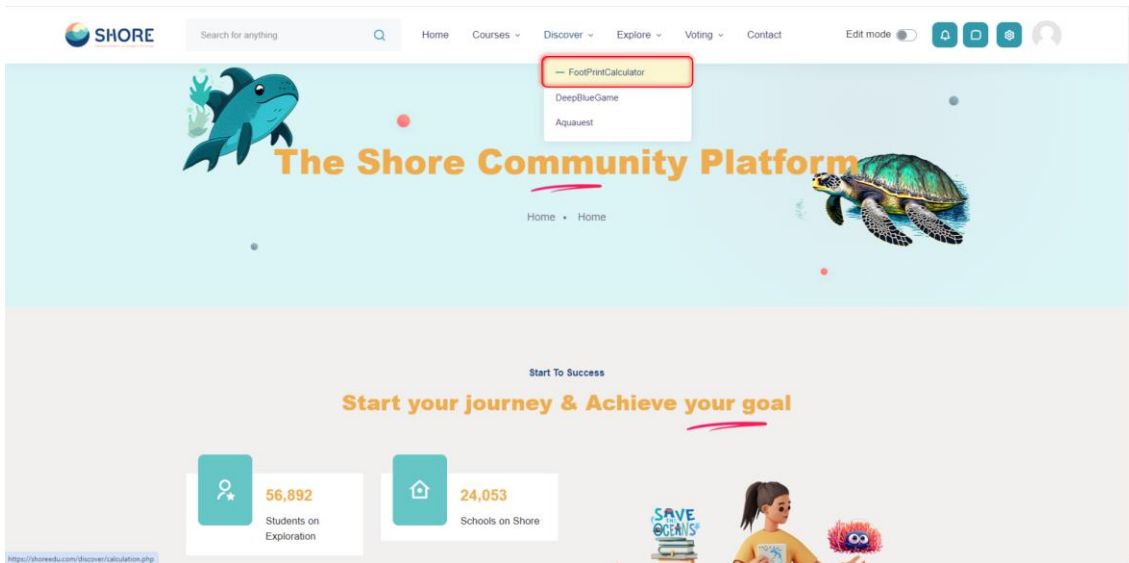 SHORE
Search for anything
Home Courses Discover Explore Voting Contact
Edit mode
FootPrintCalculator
DeepBlueGame
Aquauest
The Shore Community Platform
Home • Home
Start To Success
Start your journey & Achieve your goal
56,892
Students on
Exploration
24,053
Schools on Shore
SAVE
THE
OCEANS
https://shoreedu.com/discover/calculation.php